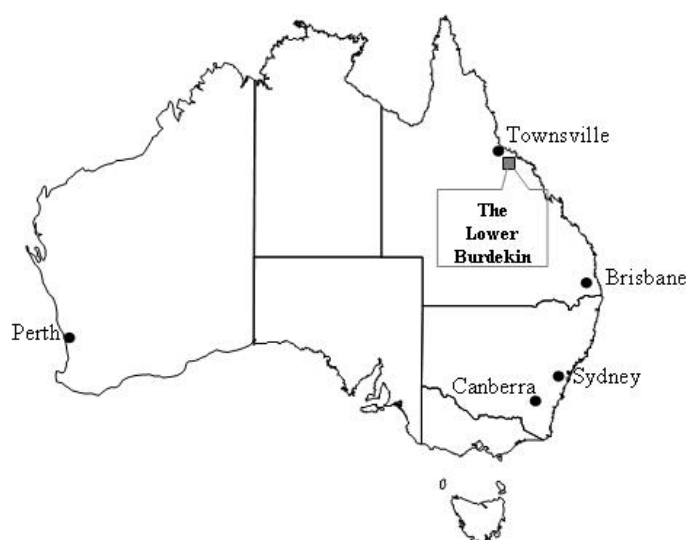 Townsville
The
Lower
Burdekin
Brisbane
Perth
Sydney
Canberra